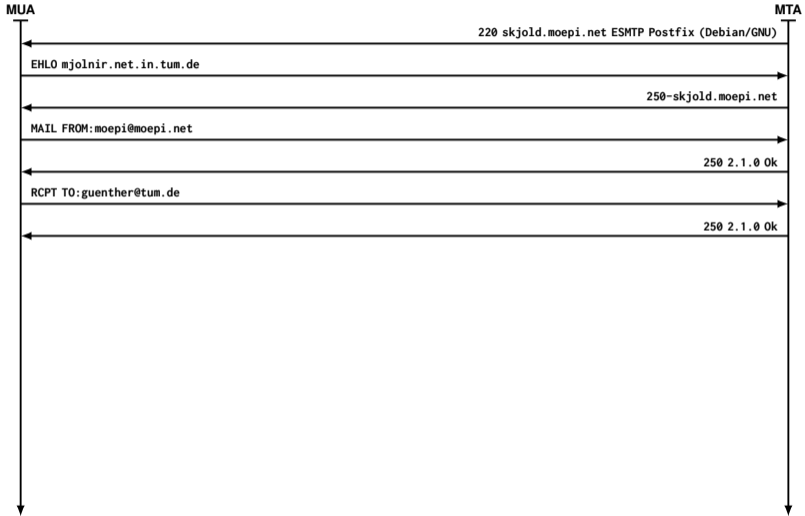 MUA MTA
220 skjold.moepi.net ESMTP Postfix (Debian/GNU)
EHLO mjolnir.net.in.tum.de
250-skjold.moepi.net
MAIL FROM:moepi@moepi.net
250 2.1.0 Ok
RCPT TO:guenther@tum.de
250 2.1.0 Ok